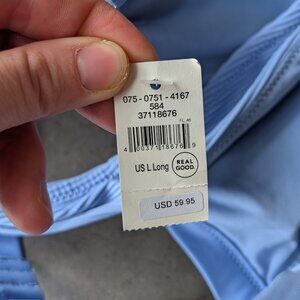 075 - 0751 - 4167
584
37118676
US L Long
REAL
GOOD.
USD 59.95